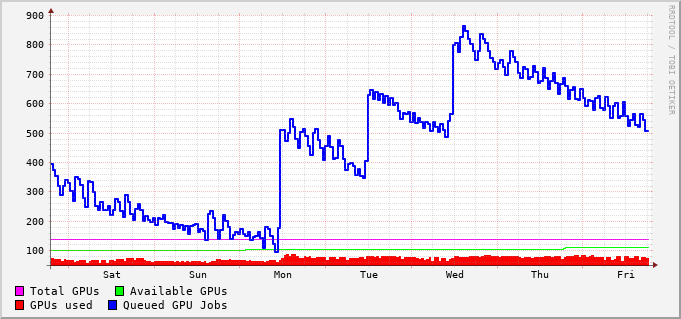 900
800
700
600
500
400
300
200
100
Sat Sun Mon Tue Wed Thu Fri
Total GPUs Available GPUs
GPUs used Queued GPU Jobs
RRDTOOL / TOBI OETIKER